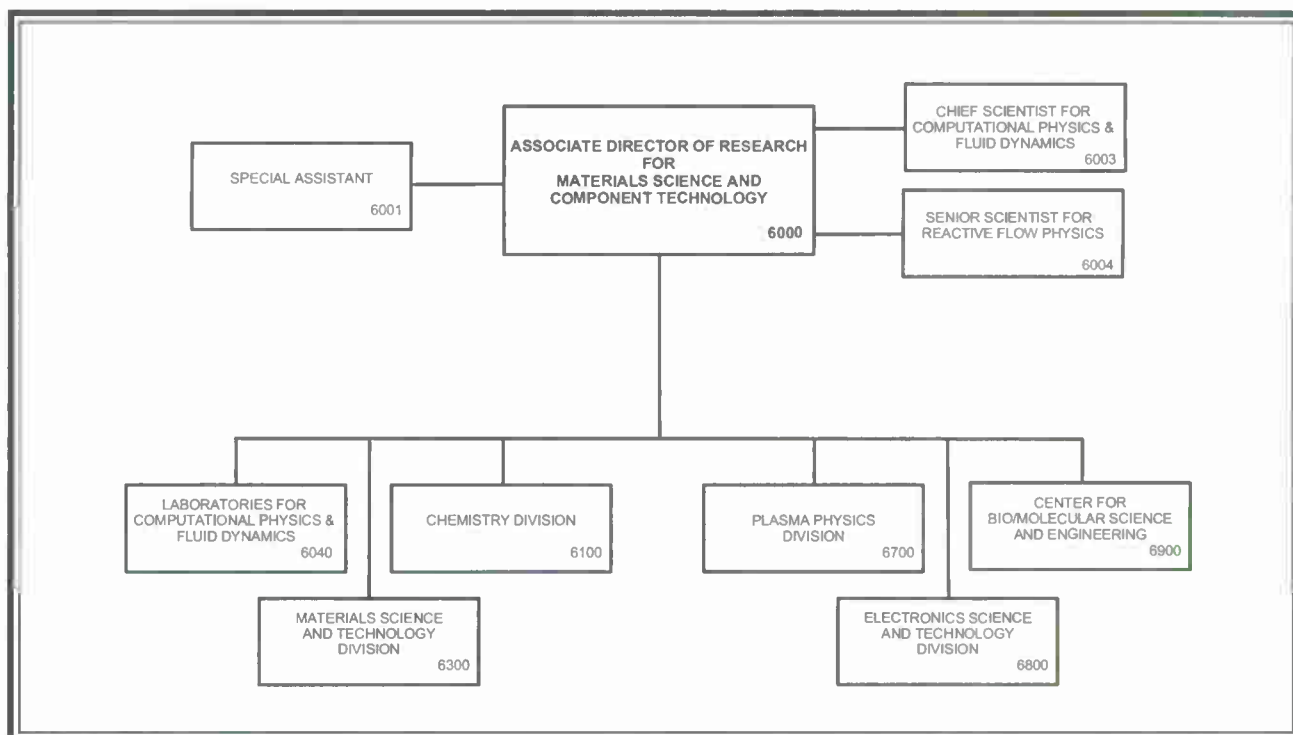 CHIEF SCIENTIST FOR
COMPUTATIONAL PHYSICS &
FLUID DYNAMICS
6003
ASSOCIATE DIRECTOR OF RESEARCH
FOR
MATERIALS SCIENCE AND
COMPONENT TECHNOLOGY
6000
SPECIAL ASSISTANT
6001
SENIOR SCIENTIST FOR
REACTIVE FLOW PHYSICS
6004
LABORATORIES FOR
COMPUTATIONAL PHYSICS &
FLUID DYNAMICS
6040
CHEMISTRY DIVISION
6100
PLASMA PHYSICS
DIVISION
6700
CENTER FOR
BIO/MOLECULAR SCIENCE
AND ENGINEERING
6900
MATERIALS SCIENCE
AND TECHNOLOGY
DIVISION
6300
ELECTRONICS SCIENCE
AND TECHNOLOGY
DIVISION
6800